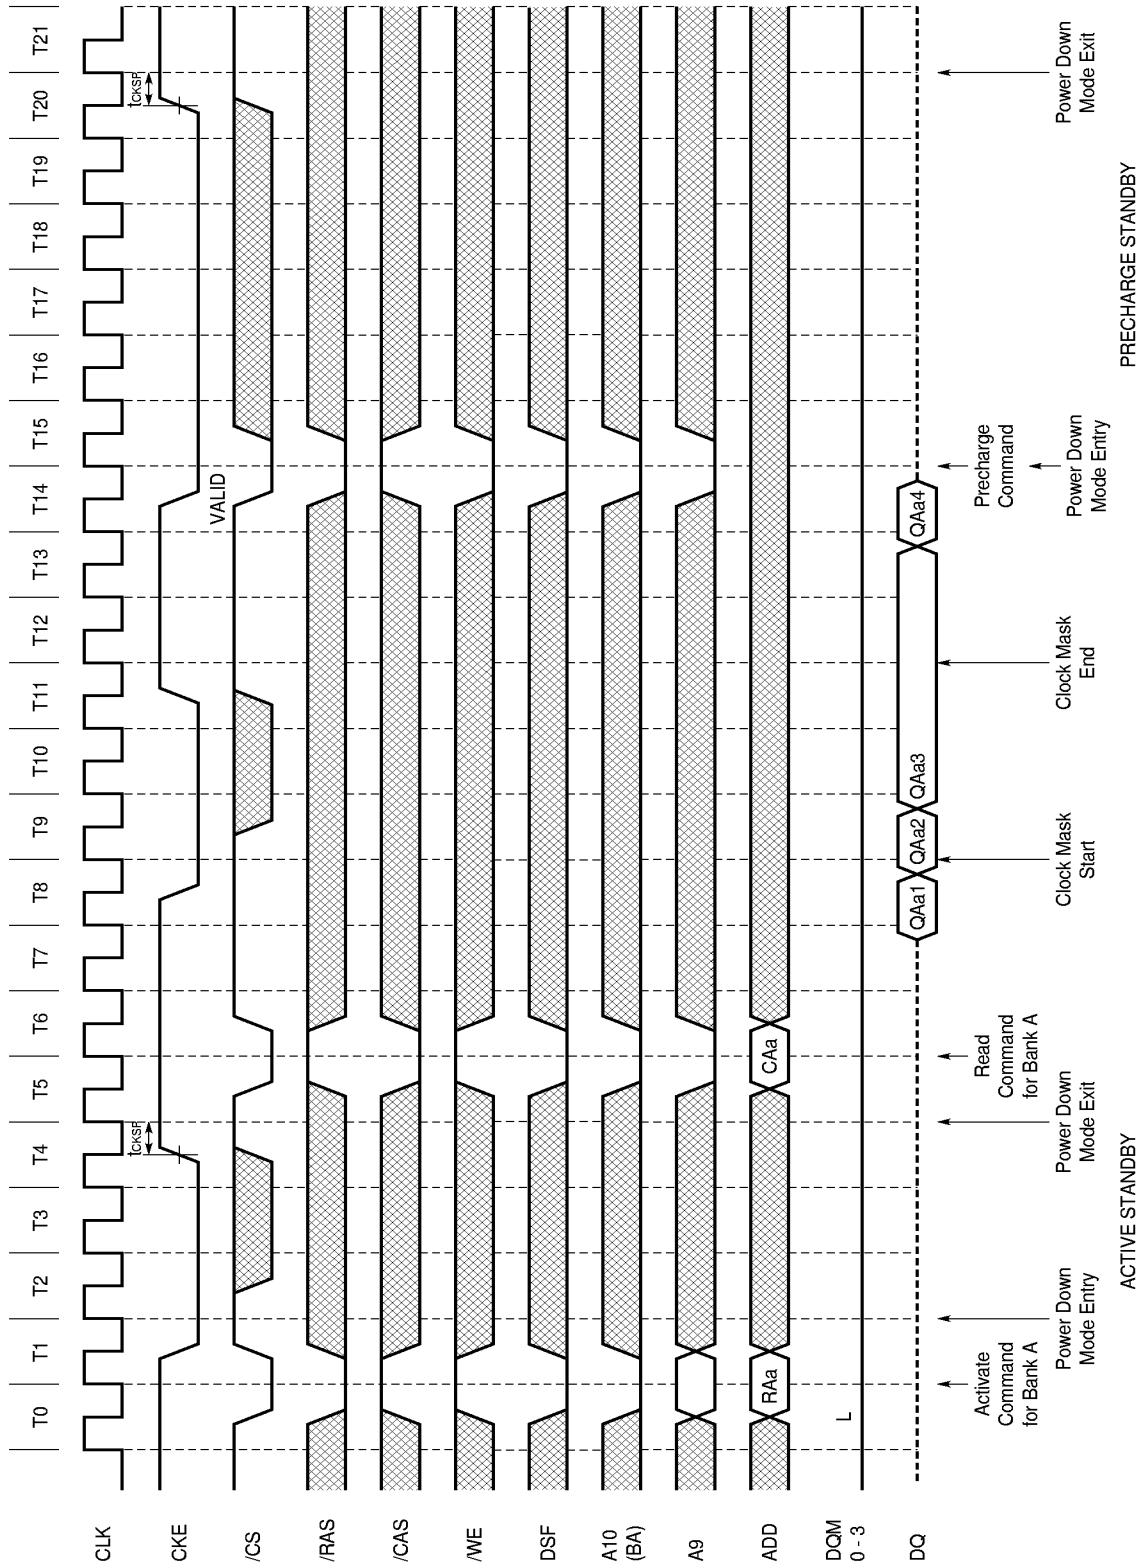 T0 T1 T2 T3 T4 T5 T6 T7 T8 T9 T10 T11 T12 T13 T14 T15 T16 T17 T18 T19 T20 T21
CLK
CKE
tCKSP
tCKSP
VALID
/CS
/RAS
/CAS
/WE
DSF
A10
(BA)
A9
ADD
RAa
CAa
DQM
0 - 3
L
DQ
QAa1
QAa2
QAa3
QAa4
Activate
Command
for Bank A
Power Down
Mode Entry
Power Down
Mode Exit
Read
Command
for Bank A
Clock Mask
Start
Clock Mask
End
Precharge
Command
Power Down
Mode Entry
Power Down
Mode Exit
ACTIVE STANDBY
PRECHARGE STANDBY